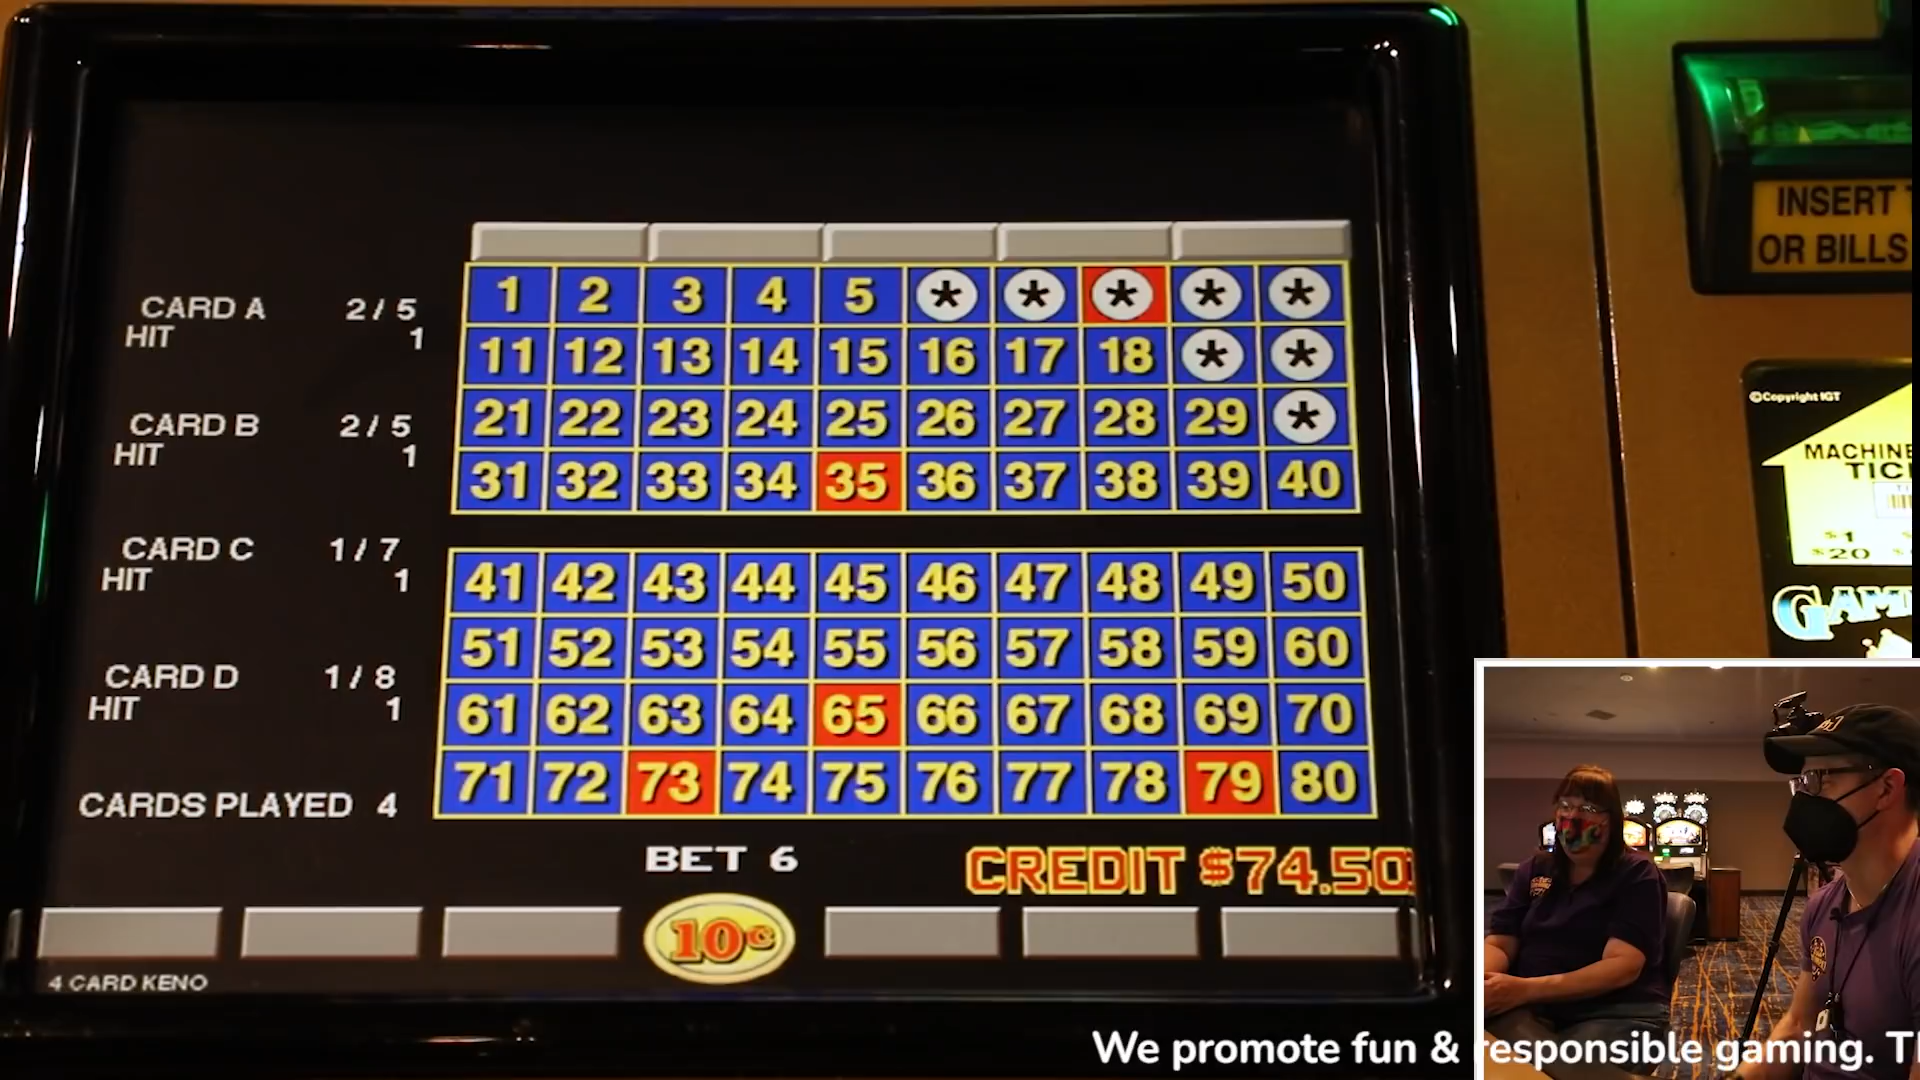 CARD A 2/5
HIT 1
CARD B 2/5
HIT 1
CARD C 1/7
HIT 1
CARD D 1/8
HIT 1
CARDS PLAYED 4
1 2 3 4 5 * * * * *
11 12 13 14 15 16 17 18 * *
21 22 23 24 25 26 27 28 29 *
31 32 33 34 35 36 37 38 39 40
41 42 43 44 45 46 47 48 49 50
51 52 53 54 55 56 57 58 59 60
61 62 63 64 65 66 67 68 69 70
71 72 73 74 75 76 77 78 79 80
BET 6
CREDIT $74.50
10¢
4 CARD KENO
INSERT
OR BILLS
©Copyright IGT
MACHINE
$1
$20
We promote fun & responsible gaming.